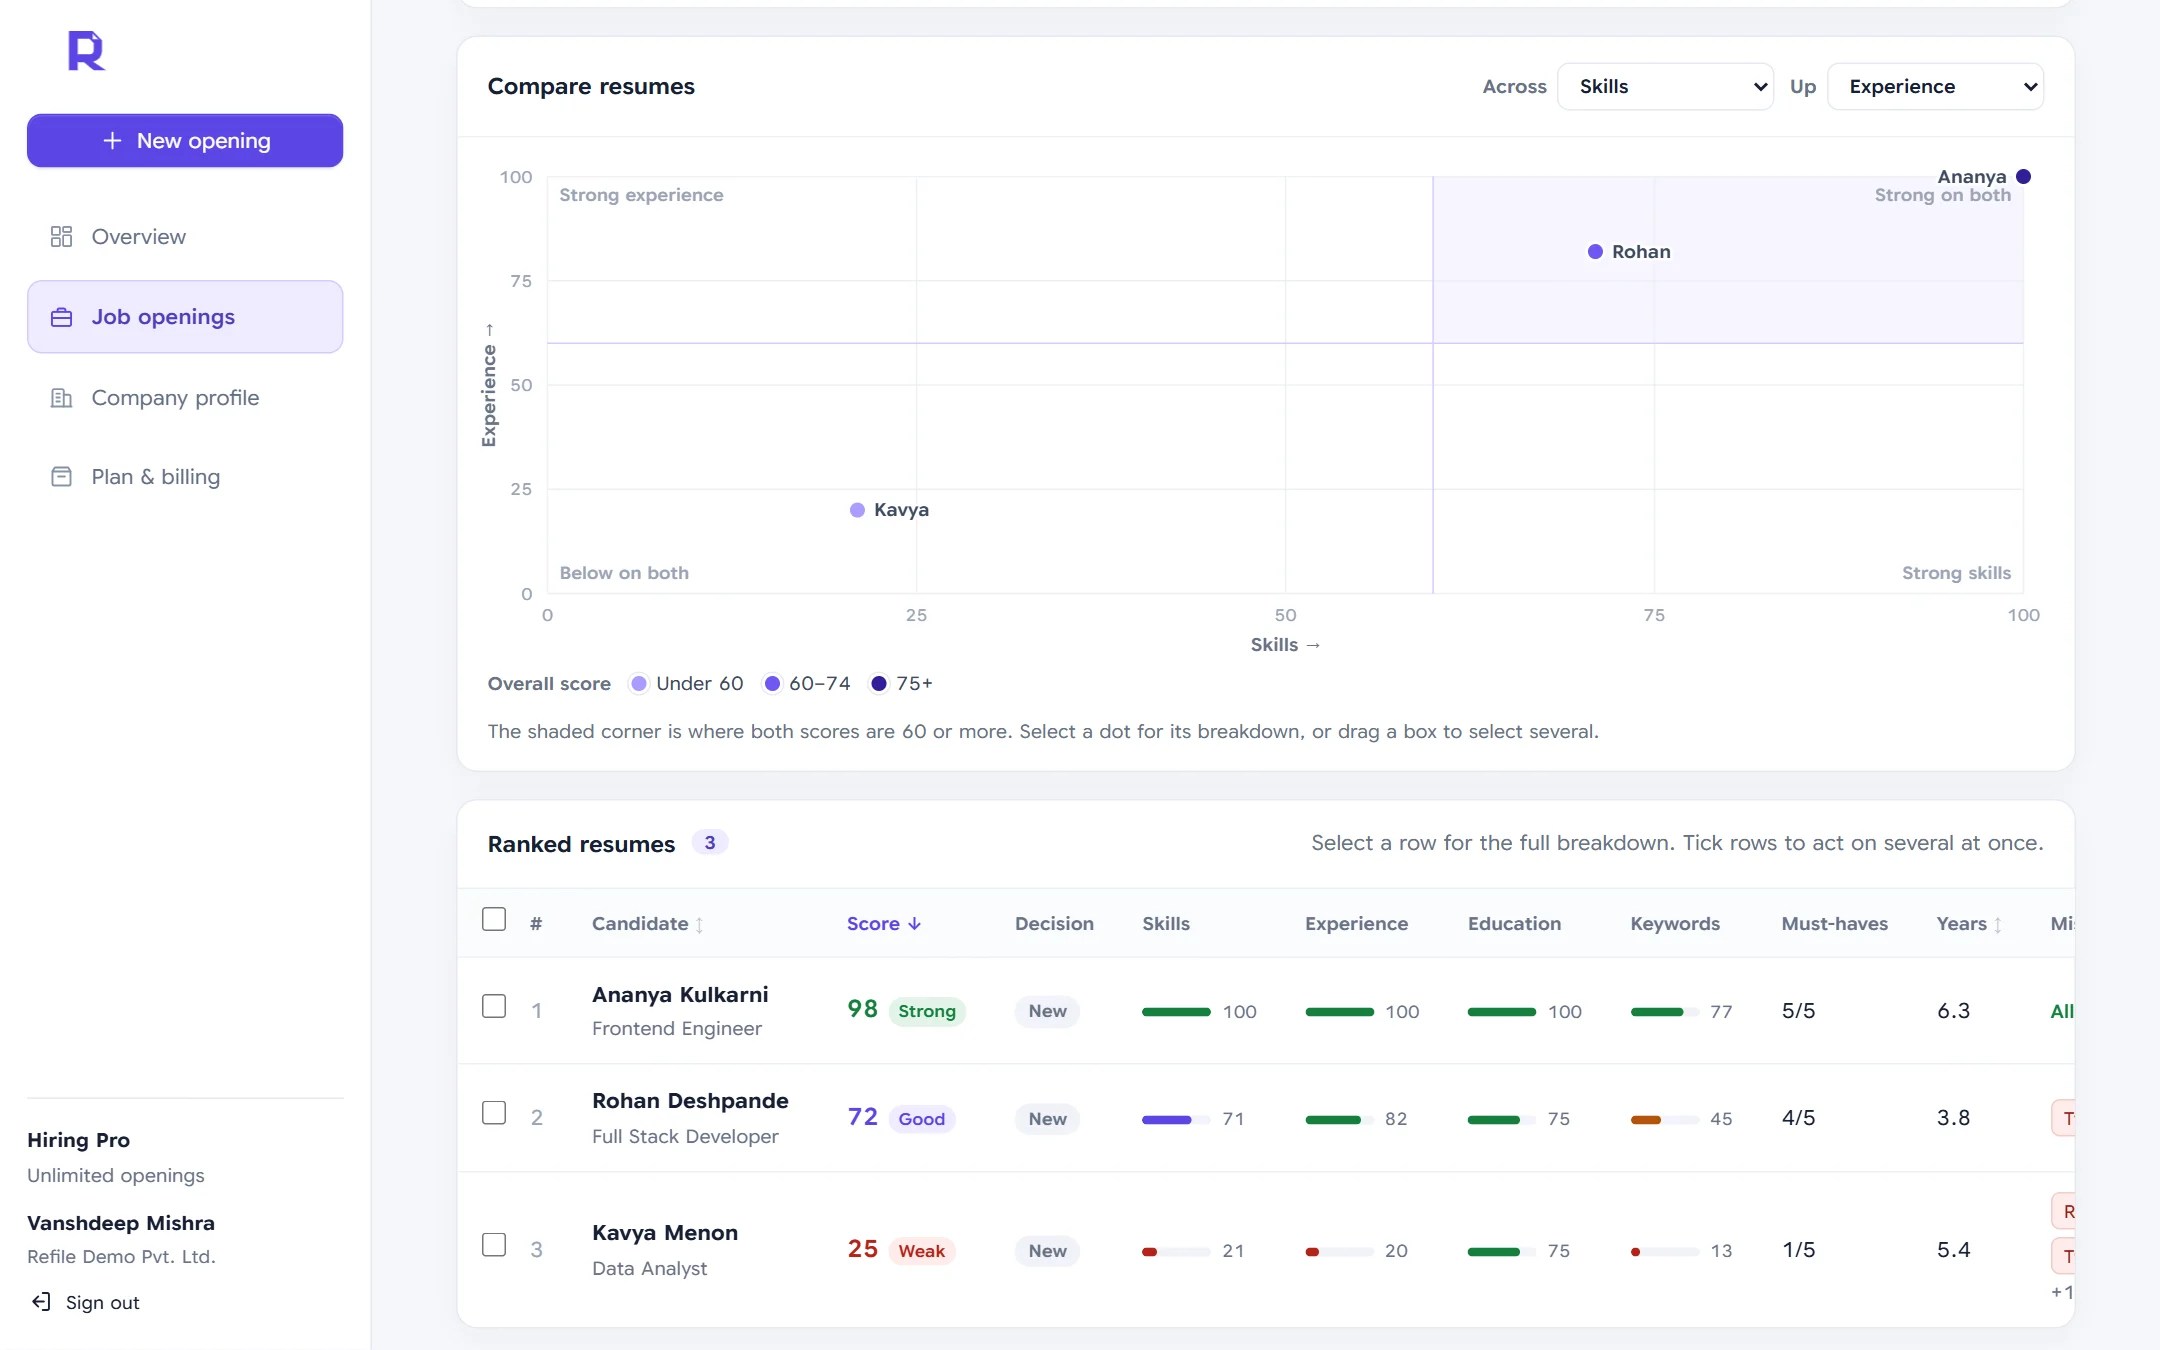 R
+ New opening
Overview
Job openings
Company profile
Plan & billing
Hiring Pro
Unlimited openings
Vanshdeep Mishra
Refile Demo Pvt. Ltd.
Sign out
Compare resumes
Across Skills Up Experience
100
75
50
25
0
Experience →
Strong experience
Ananya
Strong on both
Rohan
Kavya
Below on both
Strong skills
0 25 50 75 100
Skills →
Overall score Under 60 60–74 75+
The shaded corner is where both scores are 60 or more. Select a dot for its breakdown, or drag a box to select several.
Ranked resumes 3
Select a row for the full breakdown. Tick rows to act on several at once.
# Candidate Score ↓ Decision Skills Experience Education Keywords Must-haves Years
1 Ananya Kulkarni 98 Strong New 100 100 100 77 5/5 6.3 All
Frontend Engineer
2 Rohan Deshpande 72 Good New 71 82 75 45 4/5 3.8
Full Stack Developer
3 Kavya Menon 25 Weak New 21 20 75 13 1/5 5.4
Data Analyst
+1